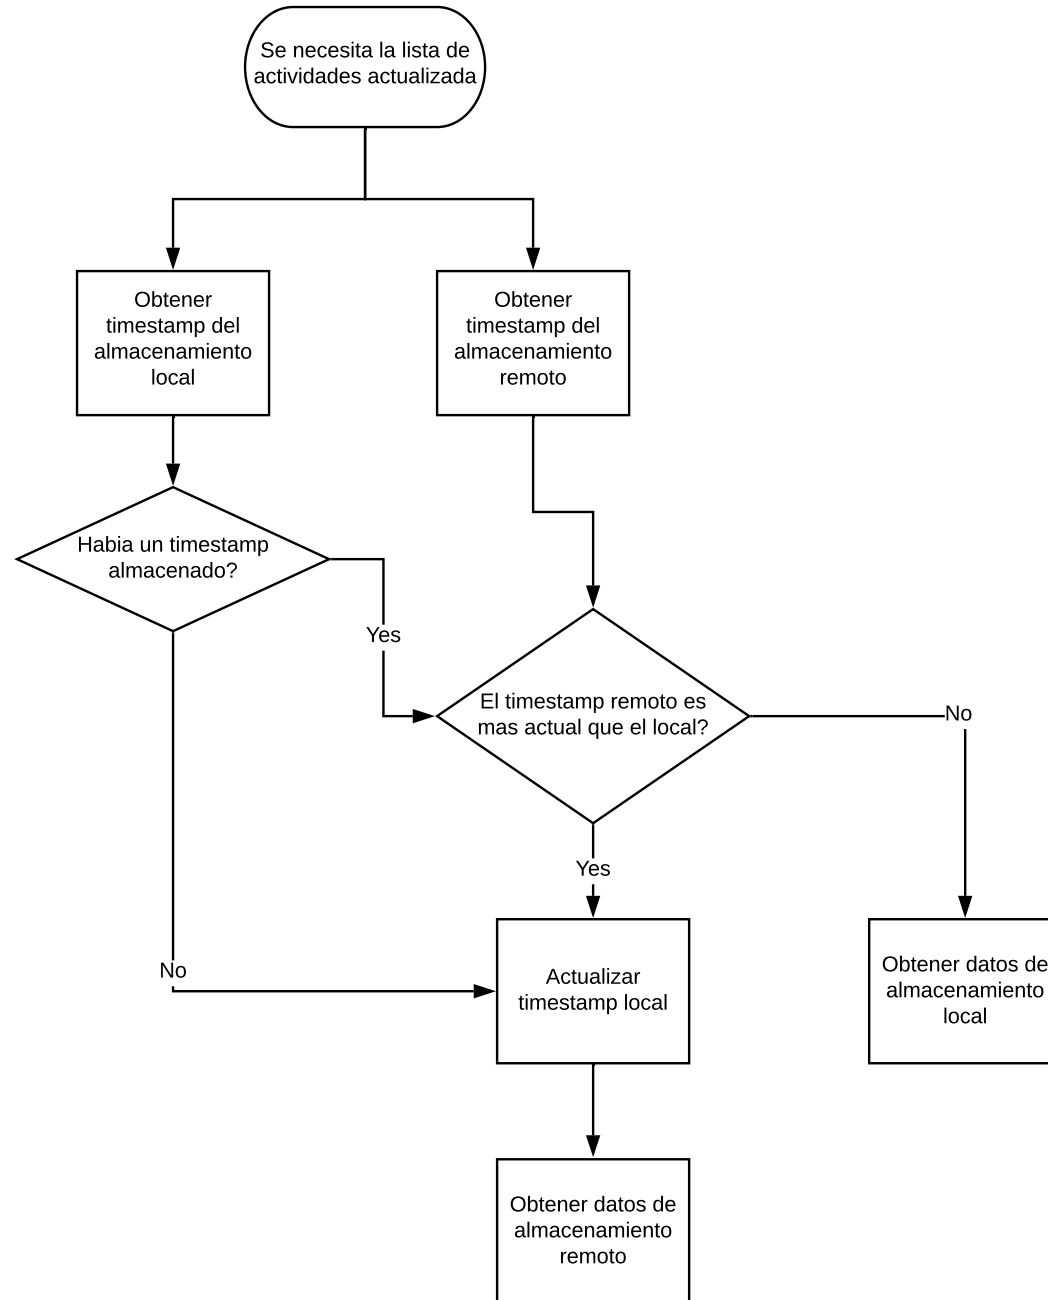 Se necesita la lista de
actividades actualizada
Obtener
timestamp del
almacenamiento
local
Obtener
timestamp del
almacenamiento
remoto
Habia un timestamp
almacenado?
Yes
El timestamp remoto es
mas actual que el local?
No
Yes
No
Actualizar
timestamp local
Obtener datos de
almacenamiento
local
Obtener datos de
almacenamiento
remoto